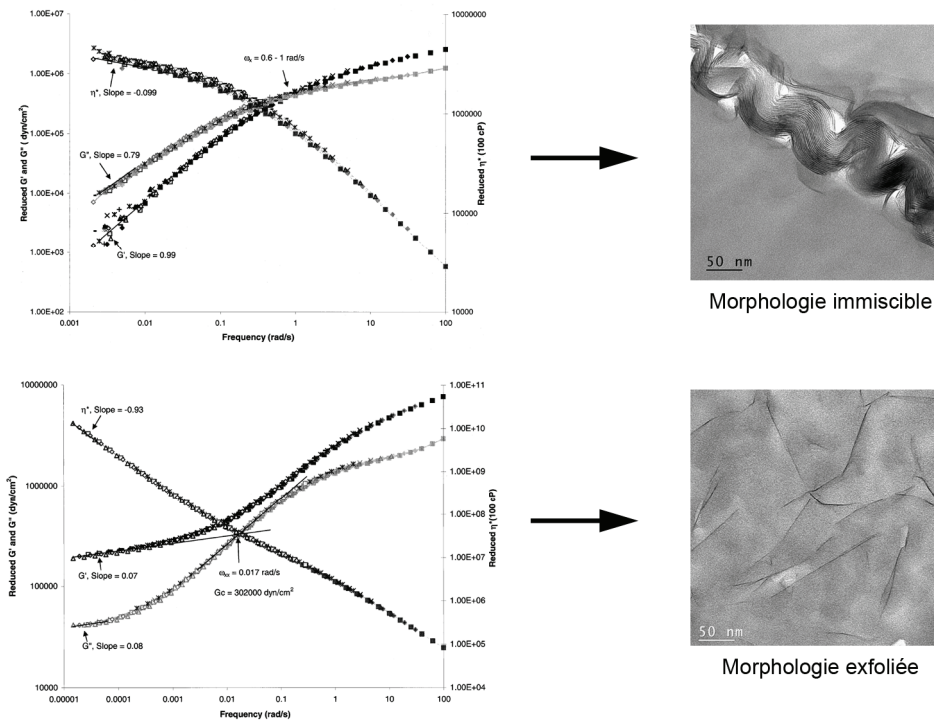 1.00E+07
1.00E+06
1.00E+05
1.00E+04
1.00E+03
1.00E+02
Reduced G' and G" ( dyn/cm²)
10000000
1000000
100000
10000
Reduced η* (100 cP)
0.001
0.01
0.1
1
10
100
Frequency (rad/s)
ωₓ = 0.6 - 1 rad/s
η*, Slope = -0.099
G", Slope = 0.79
G', Slope = 0.99
50 nm
Morphologie immiscible
10000000
1000000
100000
10000
Reduced G' and G" (dys/cm²)
1.00E+11
1.00E+10
1.00E+09
1.00E+08
1.00E+07
1.00E+06
1.00E+05
1.00E+04
Reduced η*(100 cP)
0.00001
0.0001
0.001
0.01
0.1
1
10
100
Frequency (rad/s)
η*, Slope = -0.93
G', Slope = 0.07
= 0.017 rad/s
Gc = 302000 dyn/cm²
G", Slope = 0.08
50 nm
Morphologie exfoliée